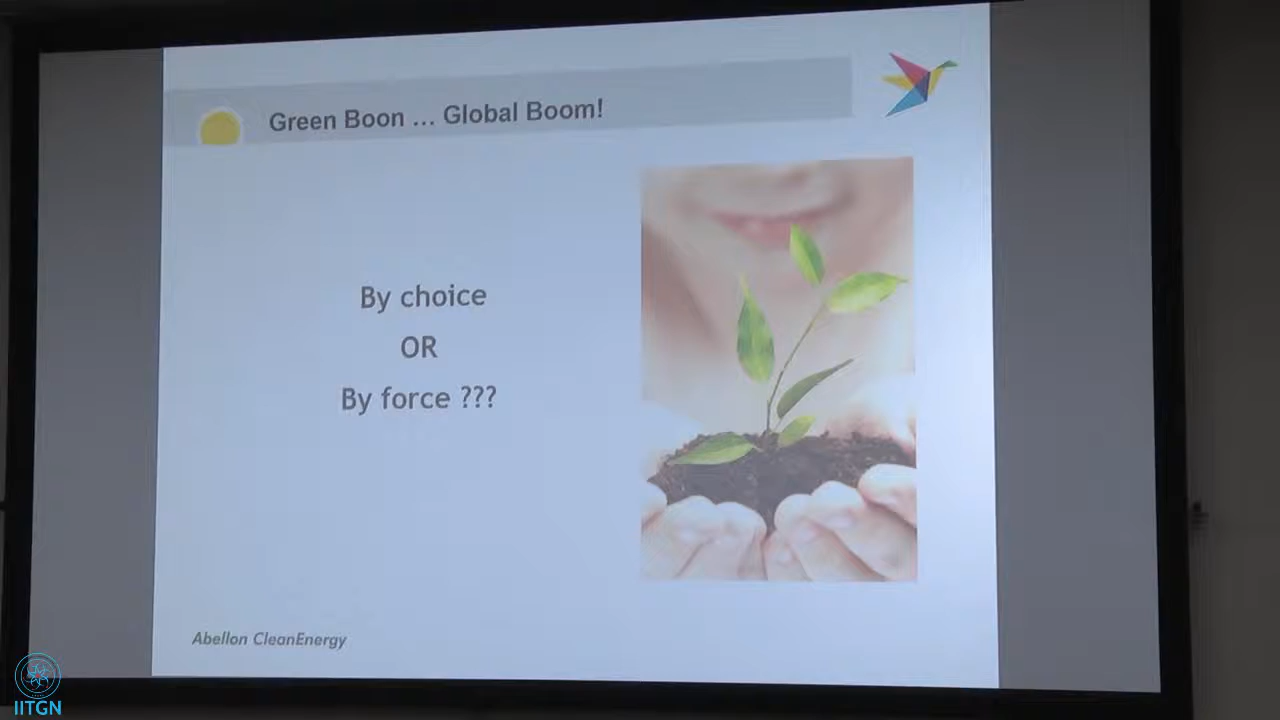 Green Boon ... Global Boom!
By choice
OR
By force ???
Abellon CleanEnergy
IITGN